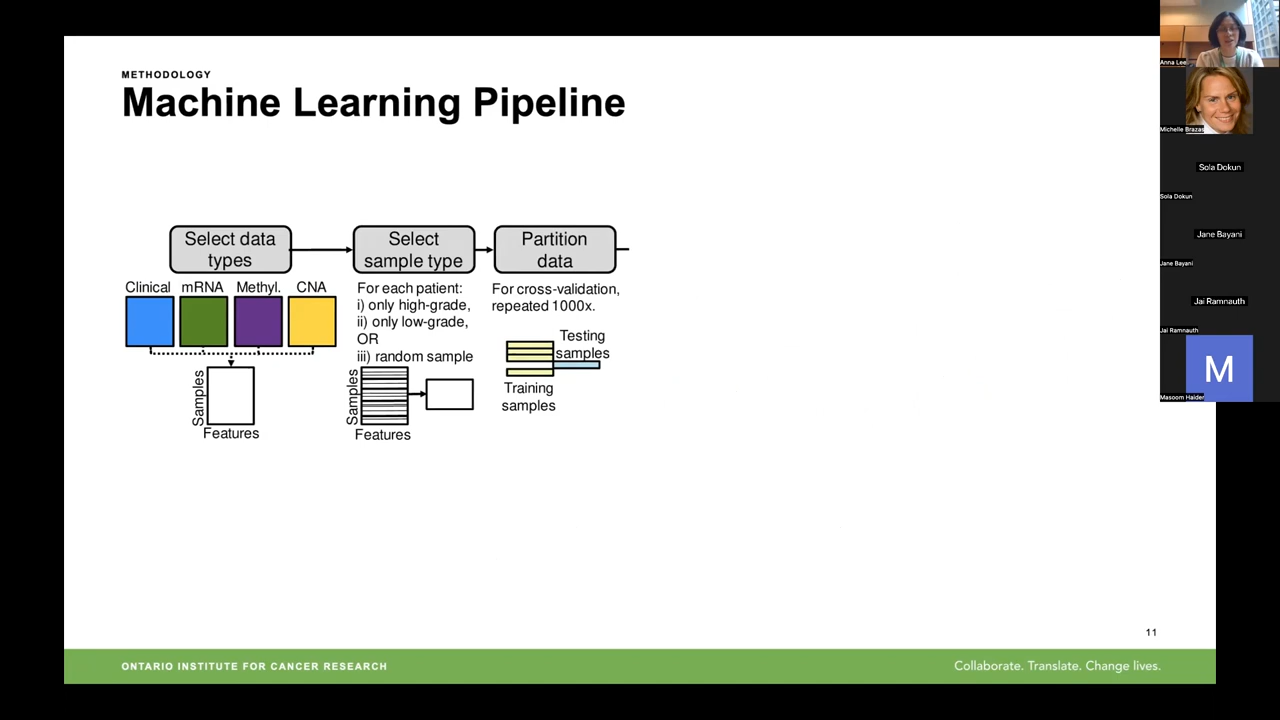 METHODOLOGY
Machine Learning Pipeline
Select data
types
Select
sample type
Partition
data
Clinical mRNA Methyl. CNA
Samples
Features
For each patient:
i) only high-grade,
ii) only low-grade,
OR
iii) random sample
Samples
Features
For cross-validation,
repeated 1000x.
Testing
samples
Training
samples
11
ONTARIO INSTITUTE FOR CANCER RESEARCH
Collaborate. Translate. Change lives.
Anna Lee
Michelle Brazas
Sola Dokun
Sola Dokun
Jane Bayani
Jane Bayani
Jai Ramnauth
Jai Ramnauth
M
Masoom Haider